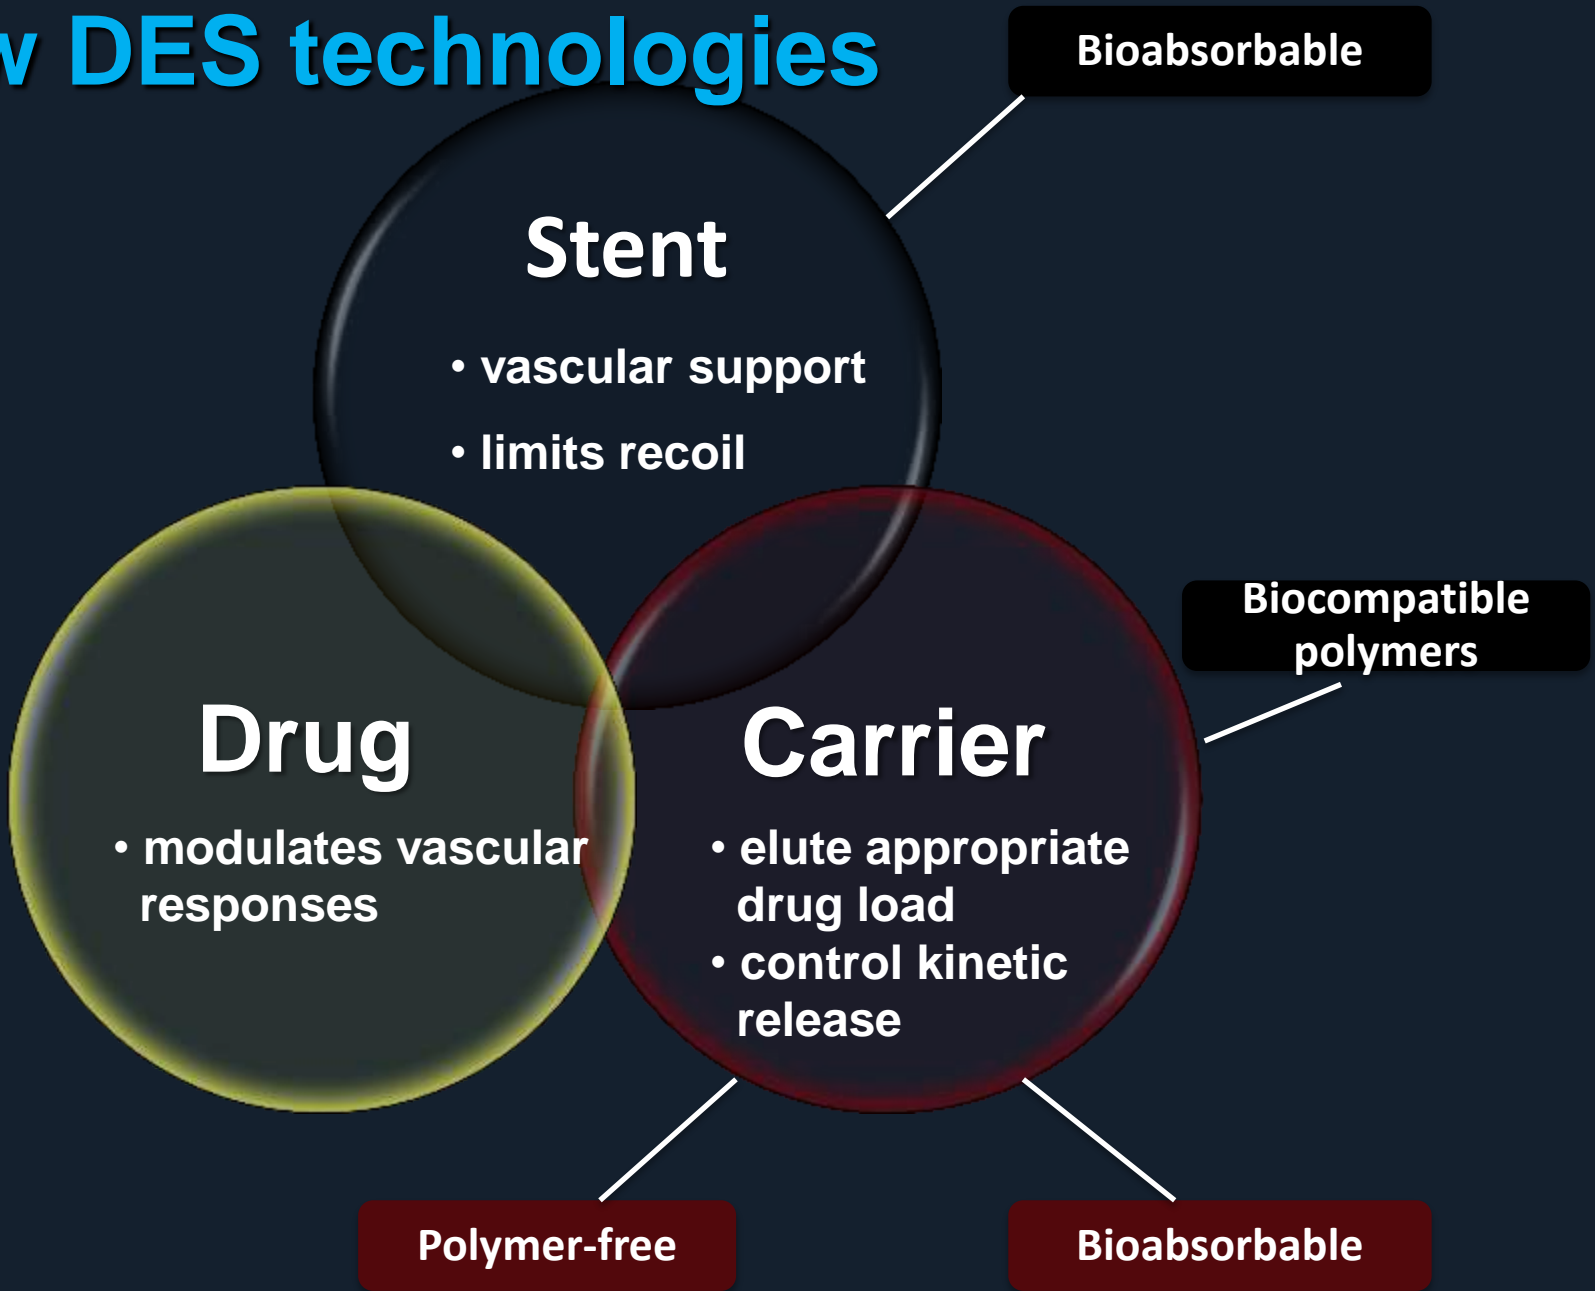 w DES technologies
Bioabsorbable
Stent
• vascular support
• limits recoil
Biocompatible
polymers
Drug
• modulates vascular
responses
Carrier
• elute appropriate
drug load
• control kinetic
release
Polymer-free
Bioabsorbable